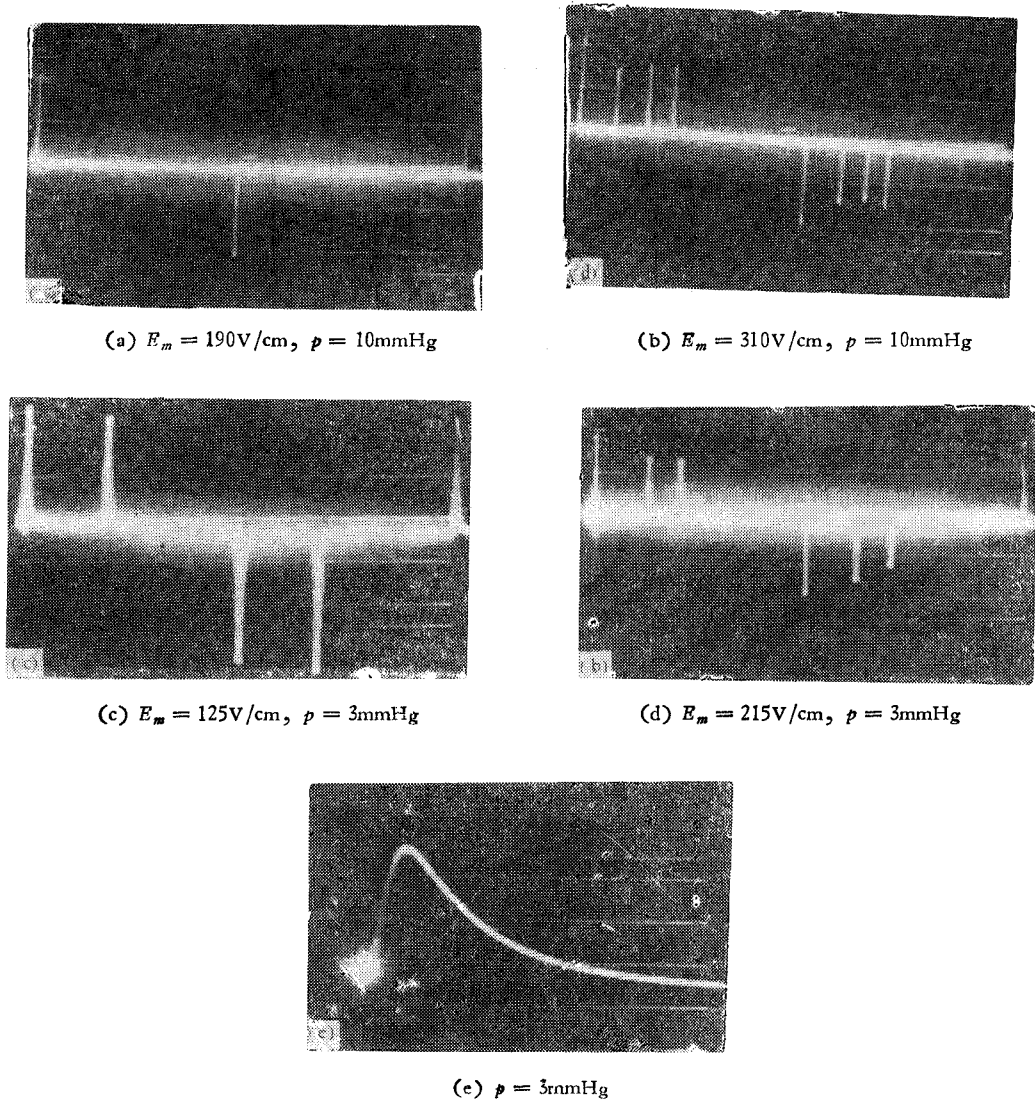 (a) E_m = 190V/cm, p = 10mmHg
(b) E_m = 310V/cm, p = 10mmHg
(c)
(b)
(c) E_m = 125V/cm, p = 3mmHg
(d) E_m = 215V/cm, p = 3mmHg
(e) p = 3mmHg